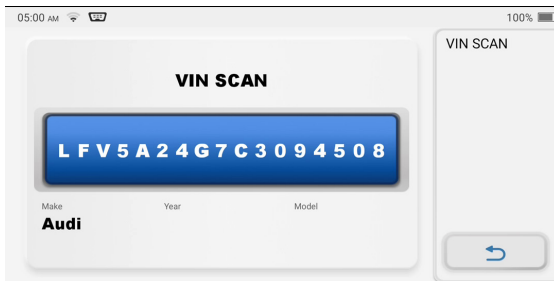 05:00 AM
100%
VIN SCAN
VIN SCAN
LFV5A24G7C3094508
Make Year Model
Audi